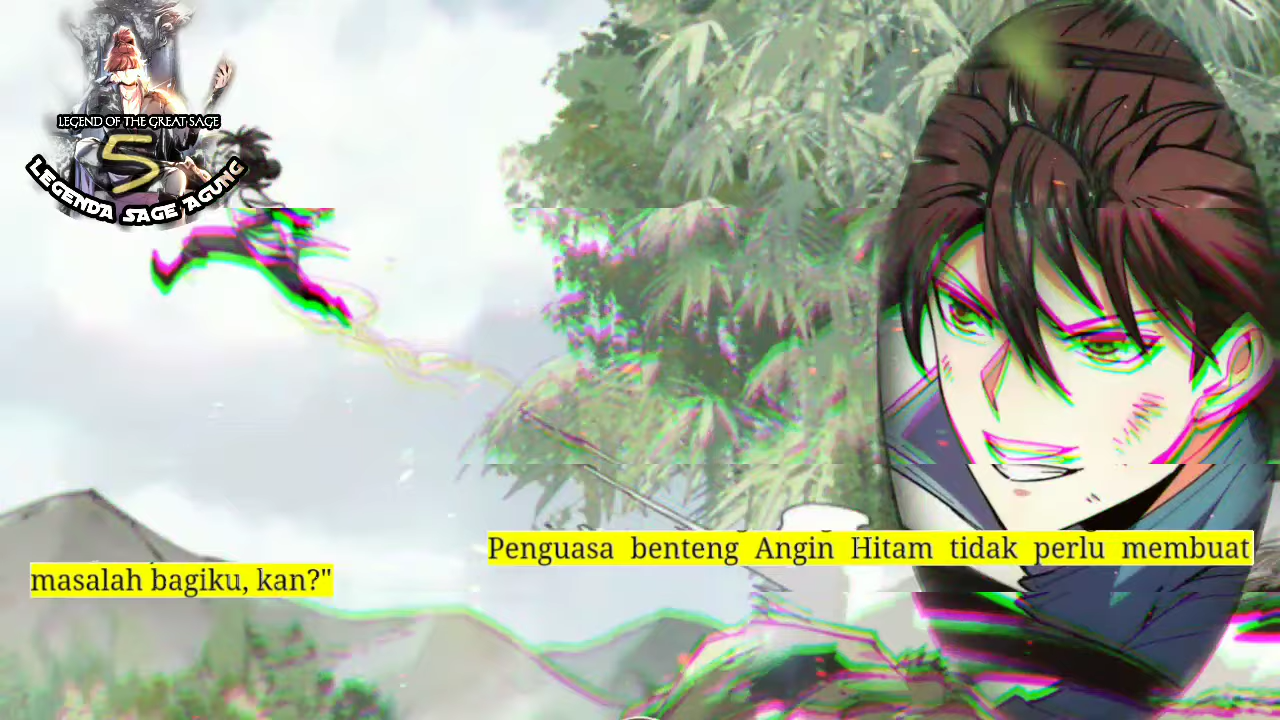 LEGEND OF THE GREAT SAGE
5
LEGENDA SAGE AGUNG
Penguasa benteng Angin Hitam tidak perlu membuat
masalah bagiku, kan?"